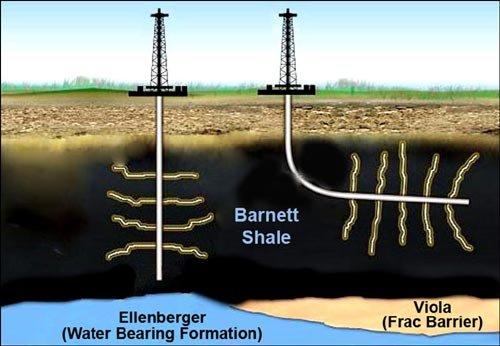 Barnett
Shale
Ellenberger
(Water Bearing Formation)
Viola
(Frac Barrier)